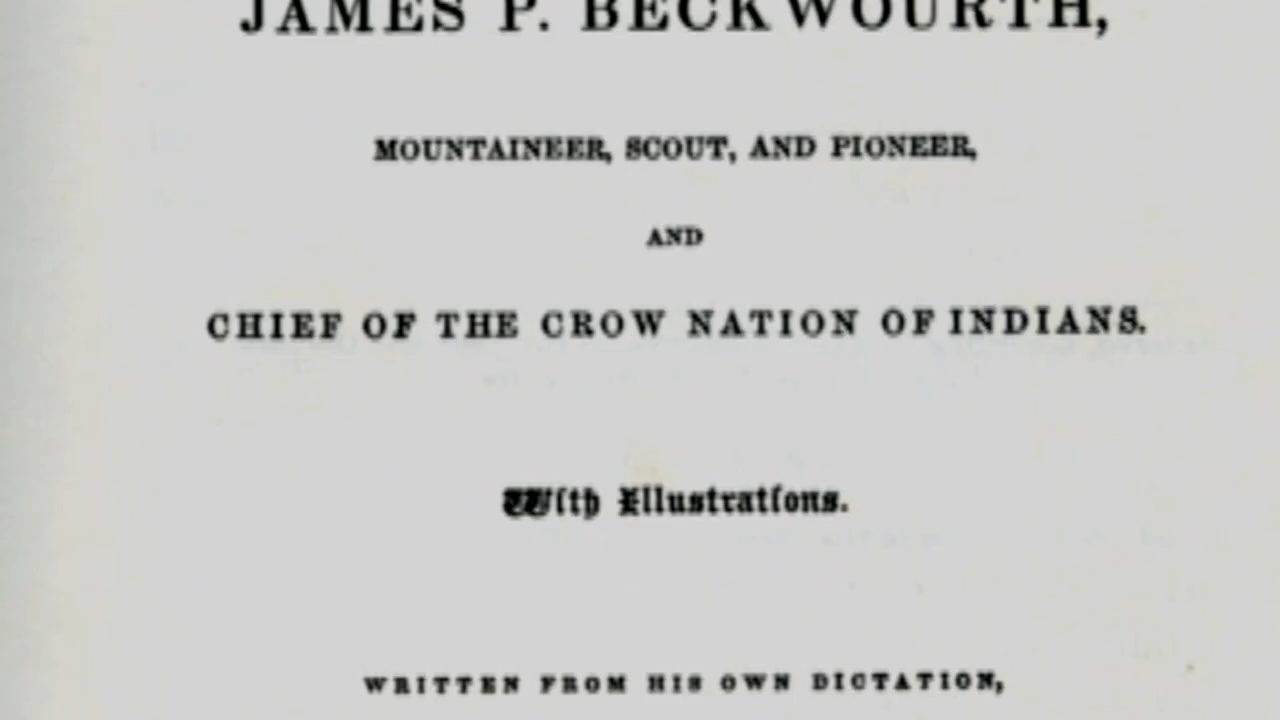 JAMES P. BECKWOURTH,
MOUNTAINEER, SCOUT, AND PIONEER,
AND
CHIEF OF THE CROW NATION OF INDIANS.
With Illustrations.
WRITTEN FROM HIS OWN DICTATION,